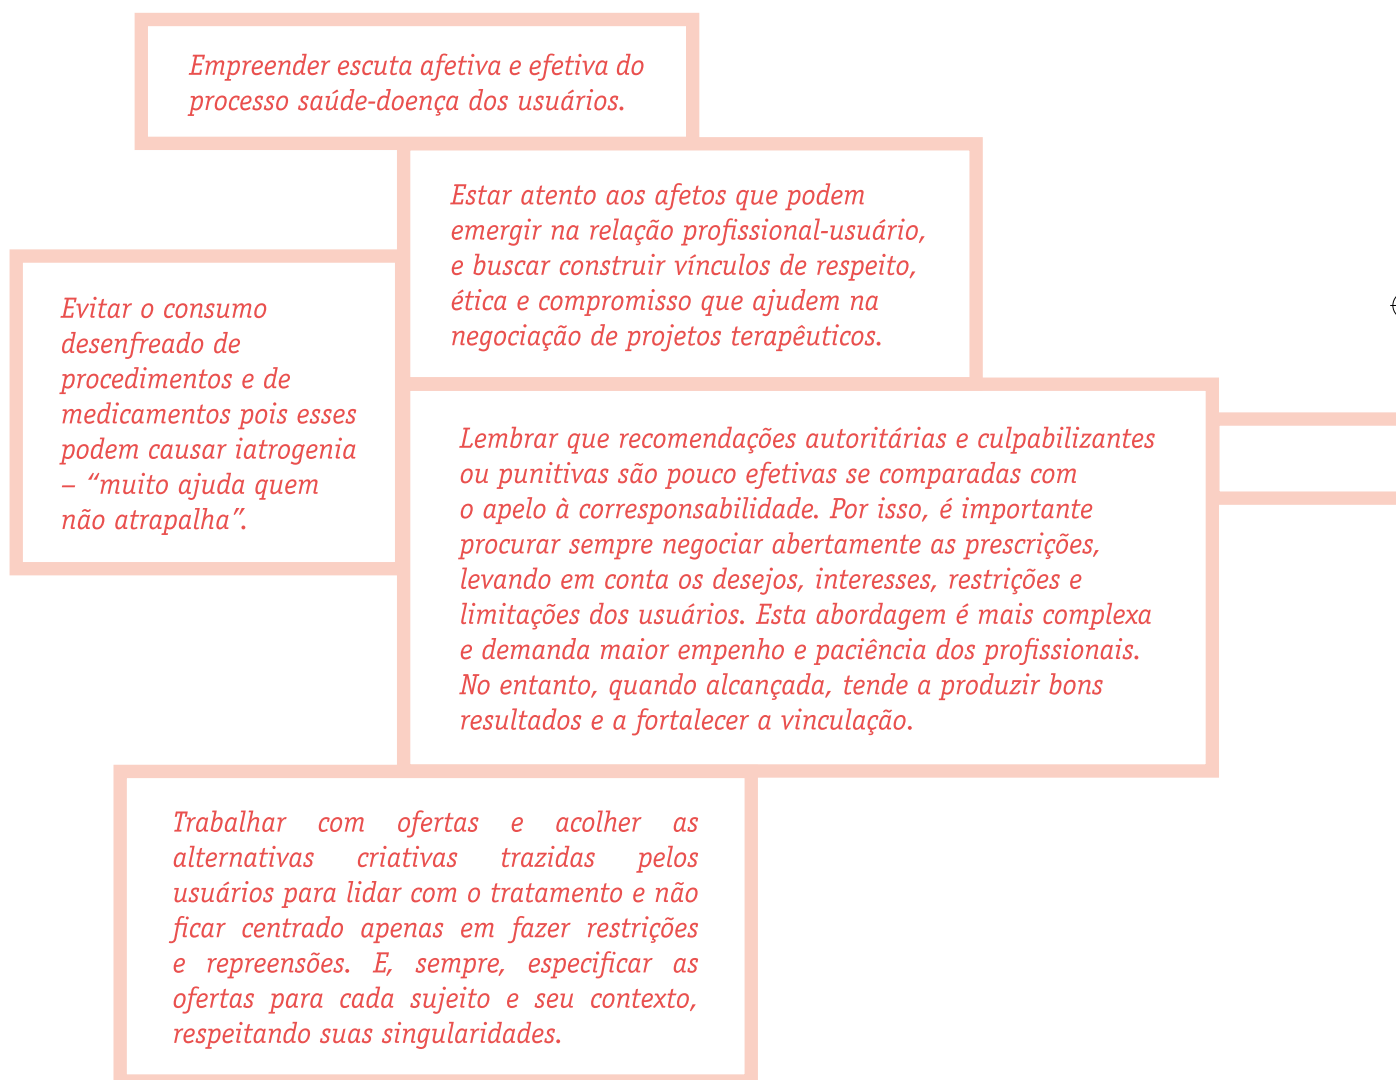 Empreender escuta afetiva e efetiva do
processo saúde-doença dos usuários.
Estar atento aos afetos que podem
emergir na relação profissional-usuário,
e buscar construir vínculos de respeito,
ética e compromisso que ajudem na
negociação de projetos terapêuticos.
Evitar o consumo
desenfreado de
procedimentos e de
medicamentos pois esses
podem causar iatrogenia
– “muito ajuda quem
não atrapalha”.
Lembrar que recomendações autoritárias e culpabilizantes
ou punitivas são pouco efetivas se comparadas com
o apelo à corresponsabilidade. Por isso, é importante
procurar sempre negociar abertamente as prescrições,
levando em conta os desejos, interesses, restrições e
limitações dos usuários. Esta abordagem é mais complexa
e demanda maior empenho e paciência dos profissionais.
No entanto, quando alcançada, tende a produzir bons
resultados e a fortalecer a vinculação.
Trabalhar com ofertas e acolher as
alternativas criativas trazidas pelos
usuários para lidar com o tratamento e não
ficar centrado apenas em fazer restrições
e repreensões. E, sempre, especificar as
ofertas para cada sujeito e seu contexto,
respeitando suas singularidades.